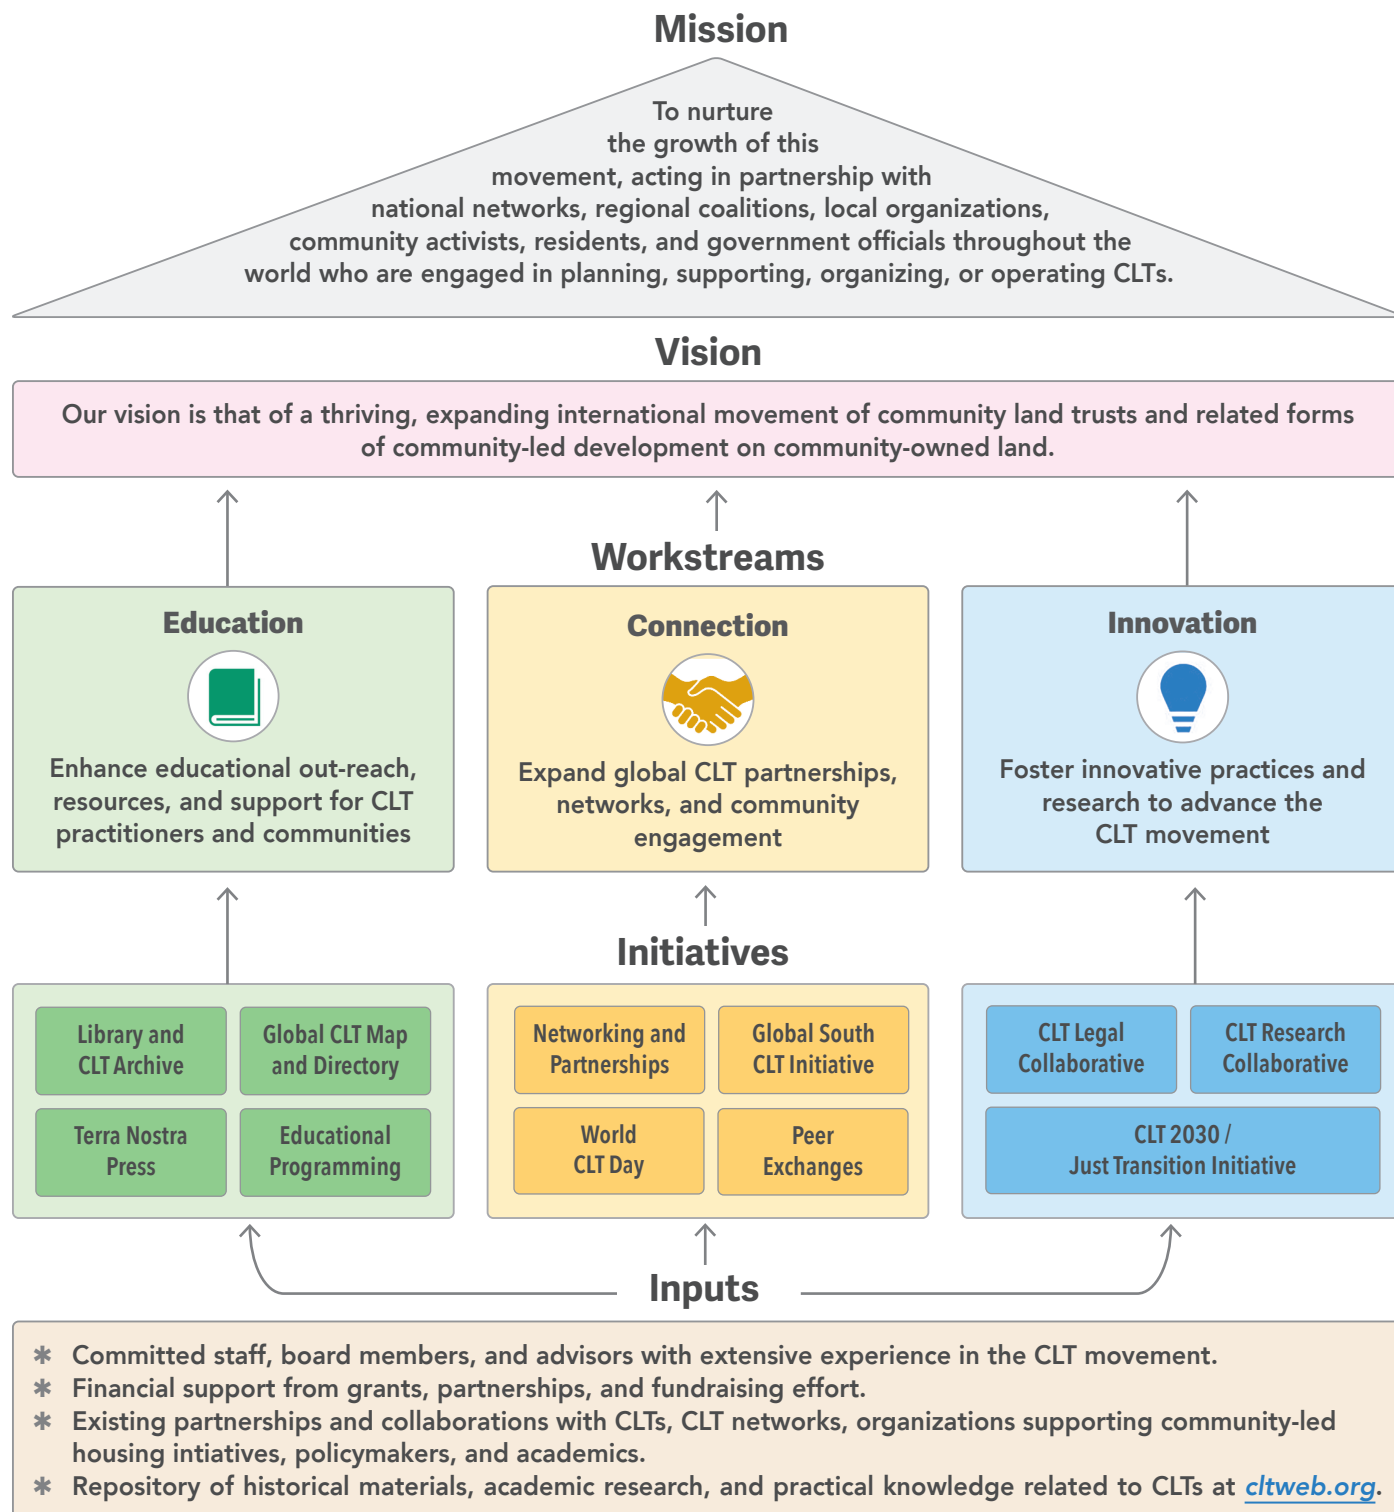 Mission
To nurture
the growth of this
movement, acting in partnership with
national networks, regional coalitions, local organizations,
community activists, residents, and government officials throughout the
world who are engaged in planning, supporting, organizing, or operating CLTs.
Vision
Our vision is that of a thriving, expanding international movement of community land trusts and related forms
of community-led development on community-owned land.
Workstreams
Education
Enhance educational out-reach,
resources, and support for CLT
practitioners and communities
Connection
Expand global CLT partnerships,
networks, and community
engagement
Innovation
Foster innovative practices and
research to advance the
CLT movement
Initiatives
Library and
CLT Archive
Global CLT Map
and Directory
Terra Nostra
Press
Educational
Programming
Networking and
Partnerships
Global South
CLT Initiative
World
CLT Day
Peer
Exchanges
CLT Legal
Collaborative
CLT Research
Collaborative
CLT 2030 /
Just Transition Initiative
Inputs
✱ Committed staff, board members, and advisors with extensive experience in the CLT movement.
✱ Financial support from grants, partnerships, and fundraising effort.
✱ Existing partnerships and collaborations with CLTs, CLT networks, organizations supporting community-led
housing intiatives, policymakers, and academics.
✱ Repository of historical materials, academic research, and practical knowledge related to CLTs at cltweb.org.